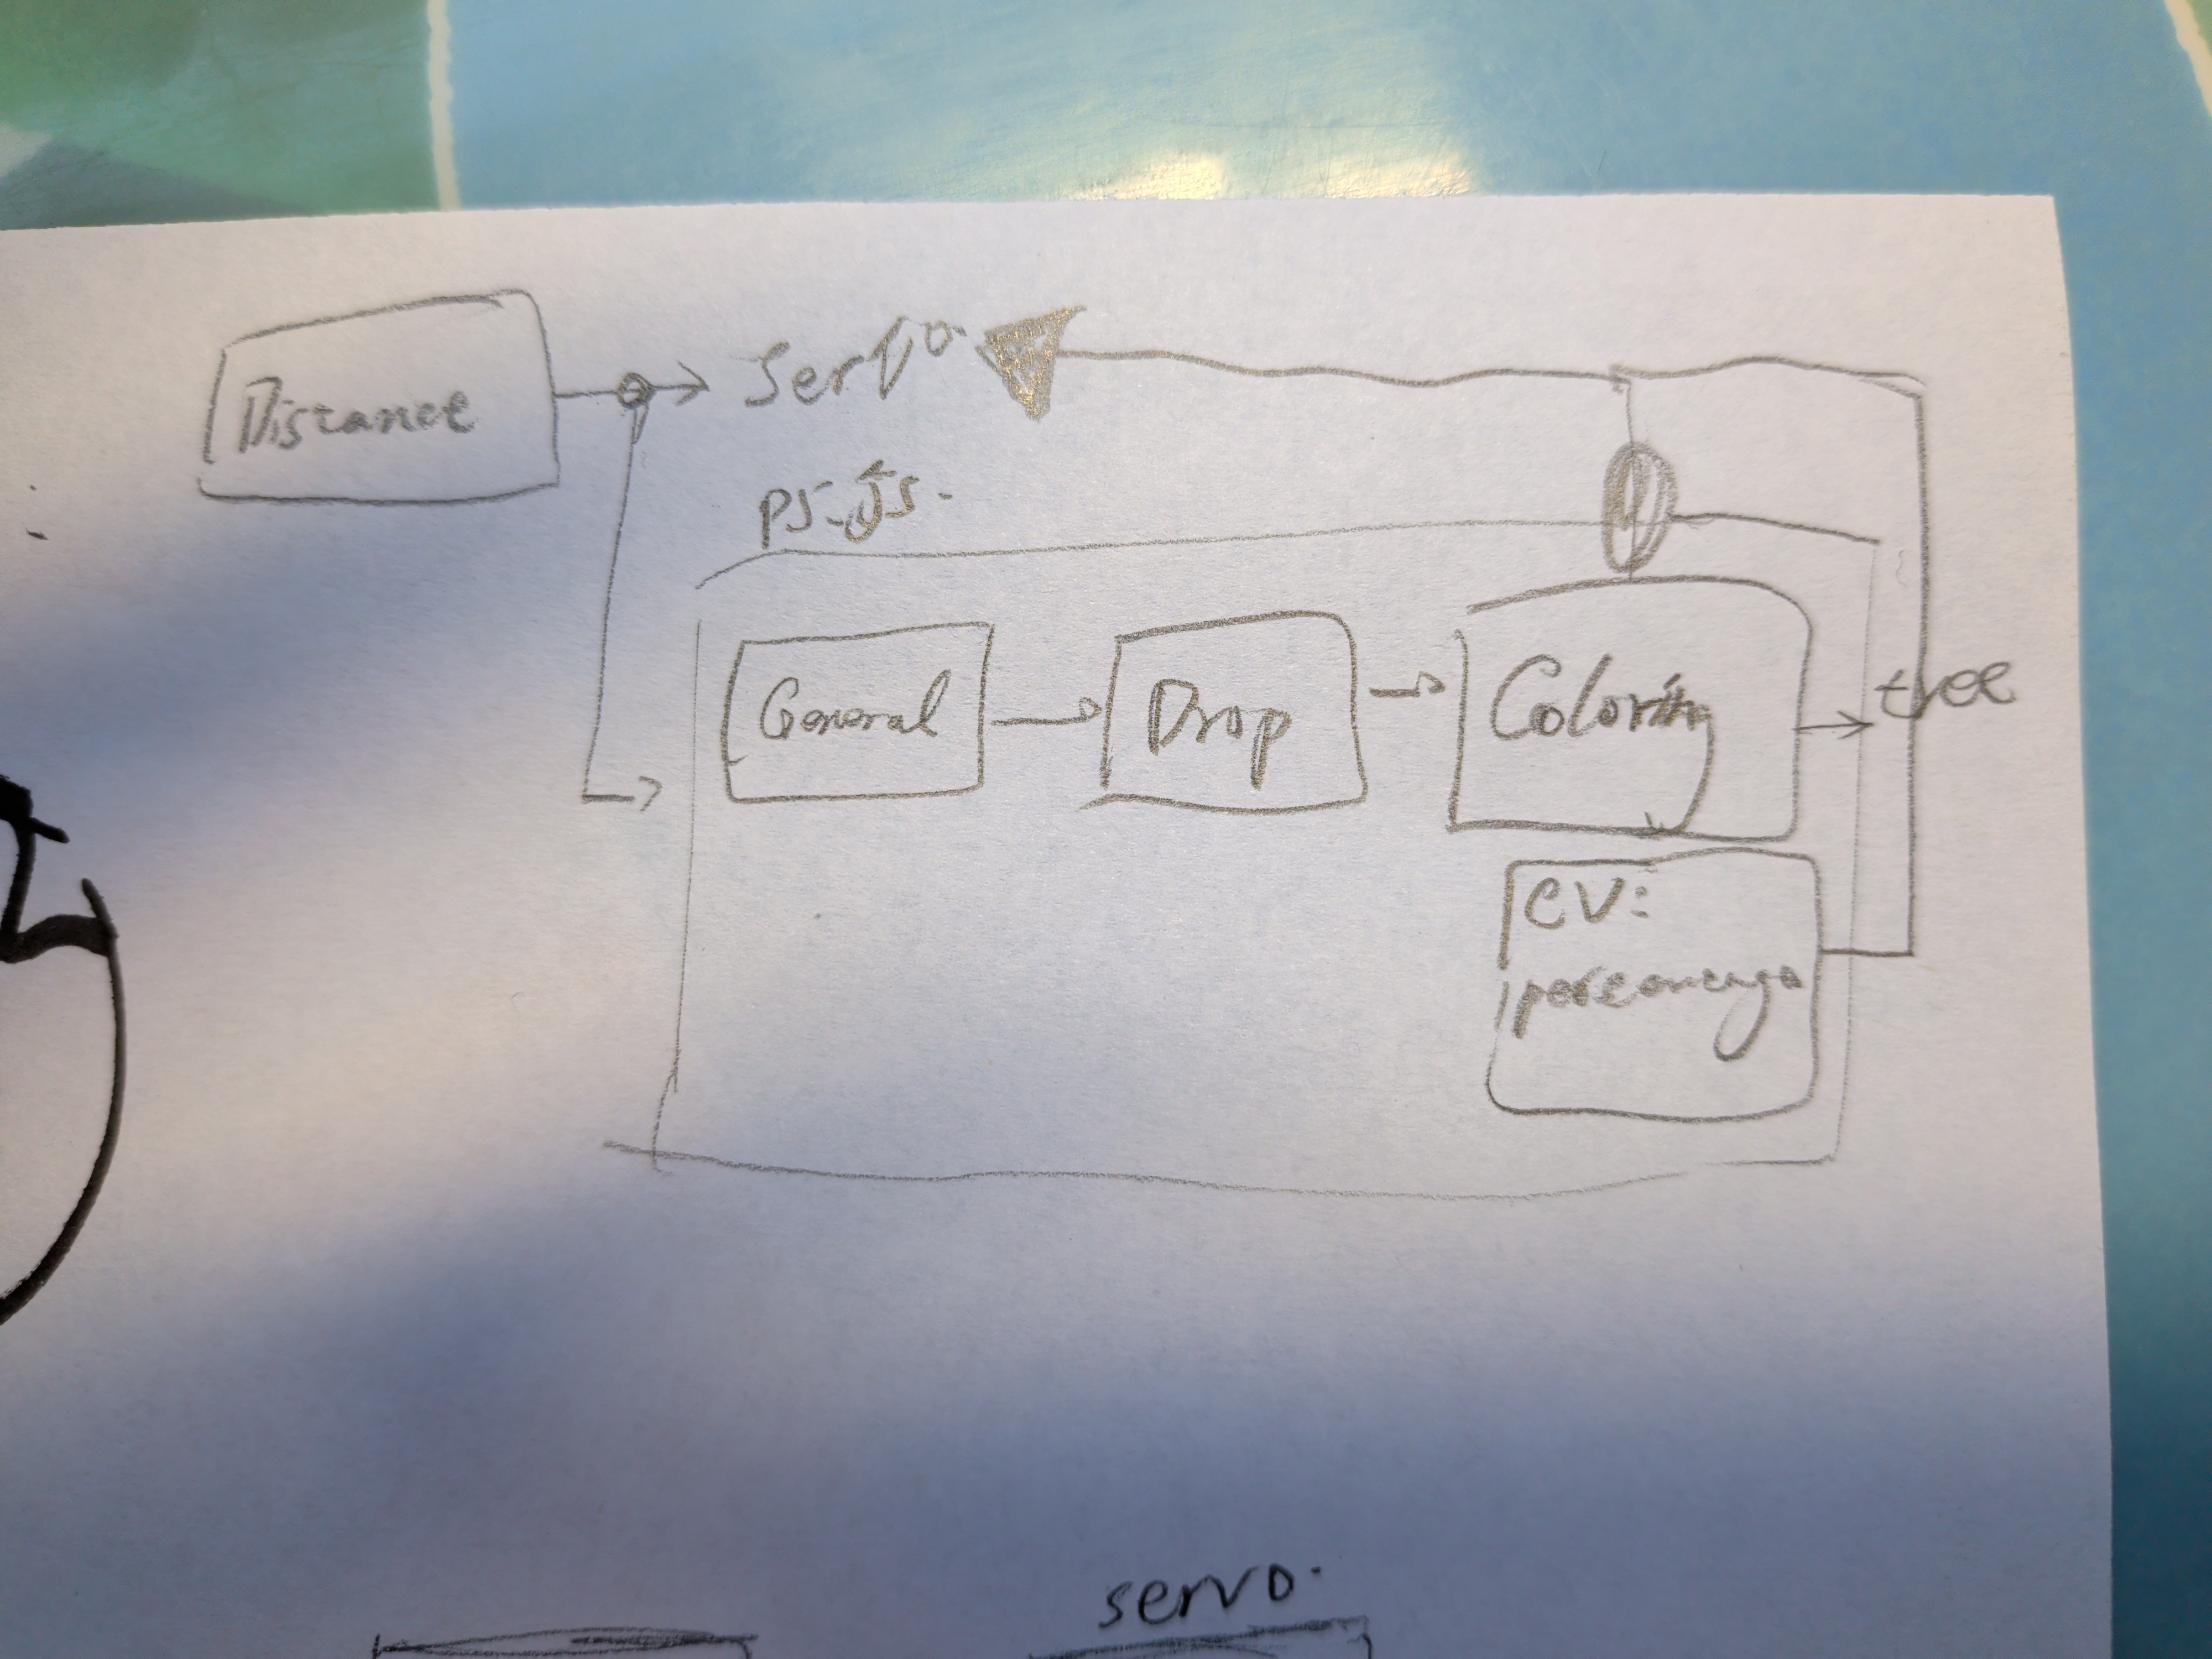 Distance
Servo.
p5.js.
General
Drop
Coloring
tree
CV:
servo.